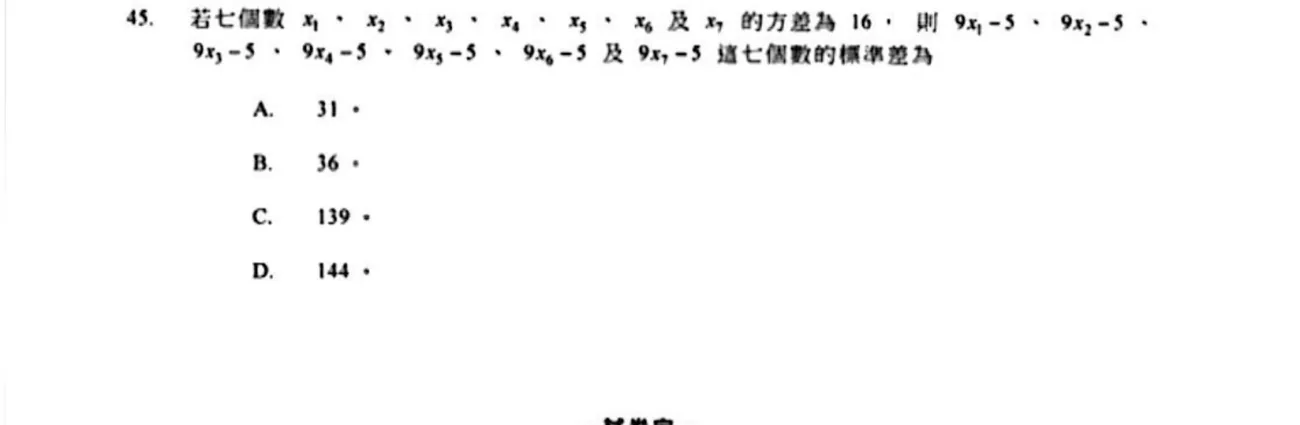 45. 若七個數 x₁、x₂、x₃、x₄、x₅、x₆ 及 x₇ 的方差為 16，則 9x₁ – 5、9x₂ – 5、
9x₃ – 5、9x₄ – 5、9x₅ – 5、9x₆ – 5 及 9x₇ – 5 這七個數的標準差為
A. 31。
B. 36。
C. 139。
D. 144。